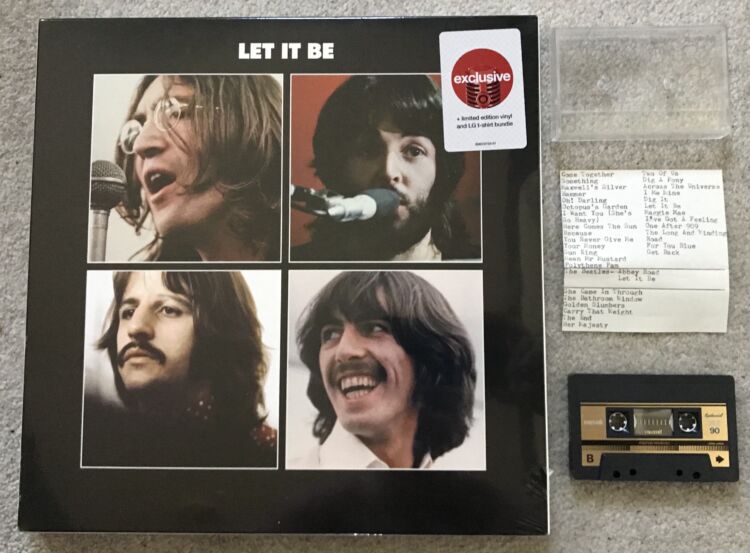 LET IT BE
exclusive
+ limited edition vinyl
and LG t-shirt bundle
Come Together
Something
Maxwell's Silver
Hammer
Oh! Darling
Octopus's Garden
I Want You (She's
So Heavy)
Here Comes The Sun
Because
You Never Give Me
Your Money
Sun King
Mean Mr Mustard
Polythene Pam
Two Of Us
Dig A Pony
Across The Universe
I Me Mine
Dig It
Let It Be
Maggie Mae
I've Got A Feeling
One After 909
The Long And Winding
Road
For You Blue
Get Back
The Beatles- Abbey Road
Let It Be
She Came In Through
The Bathroom Window
Golden Slumbers
Carry That Weight
The End
Her Majesty
maxell
90
B